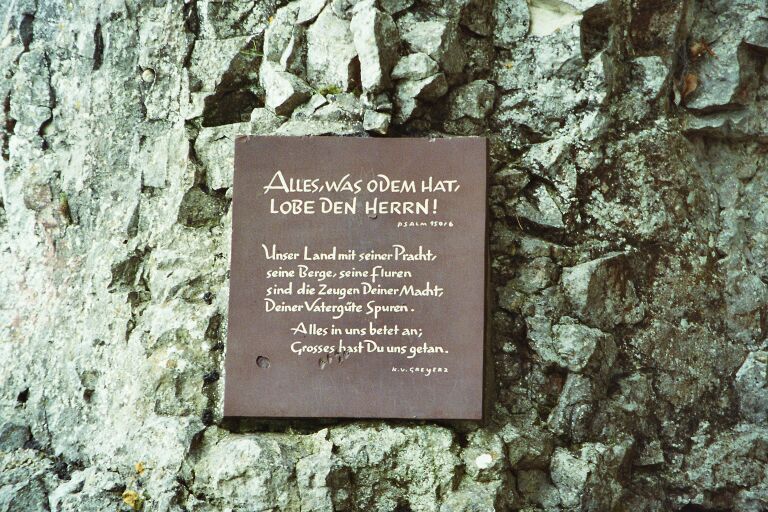 ALLES, WAS ODEM HAT,
LOBE DEN HERRN!
PSALM 150/6
Unser Land mit seiner Pracht,
seine Berge, seine Fluren
sind die Zeugen Deiner Macht,
Deiner Vatergüte Spuren.
Alles in uns betet an;
Grosses hast Du uns getan.
K.V. GREYERZ